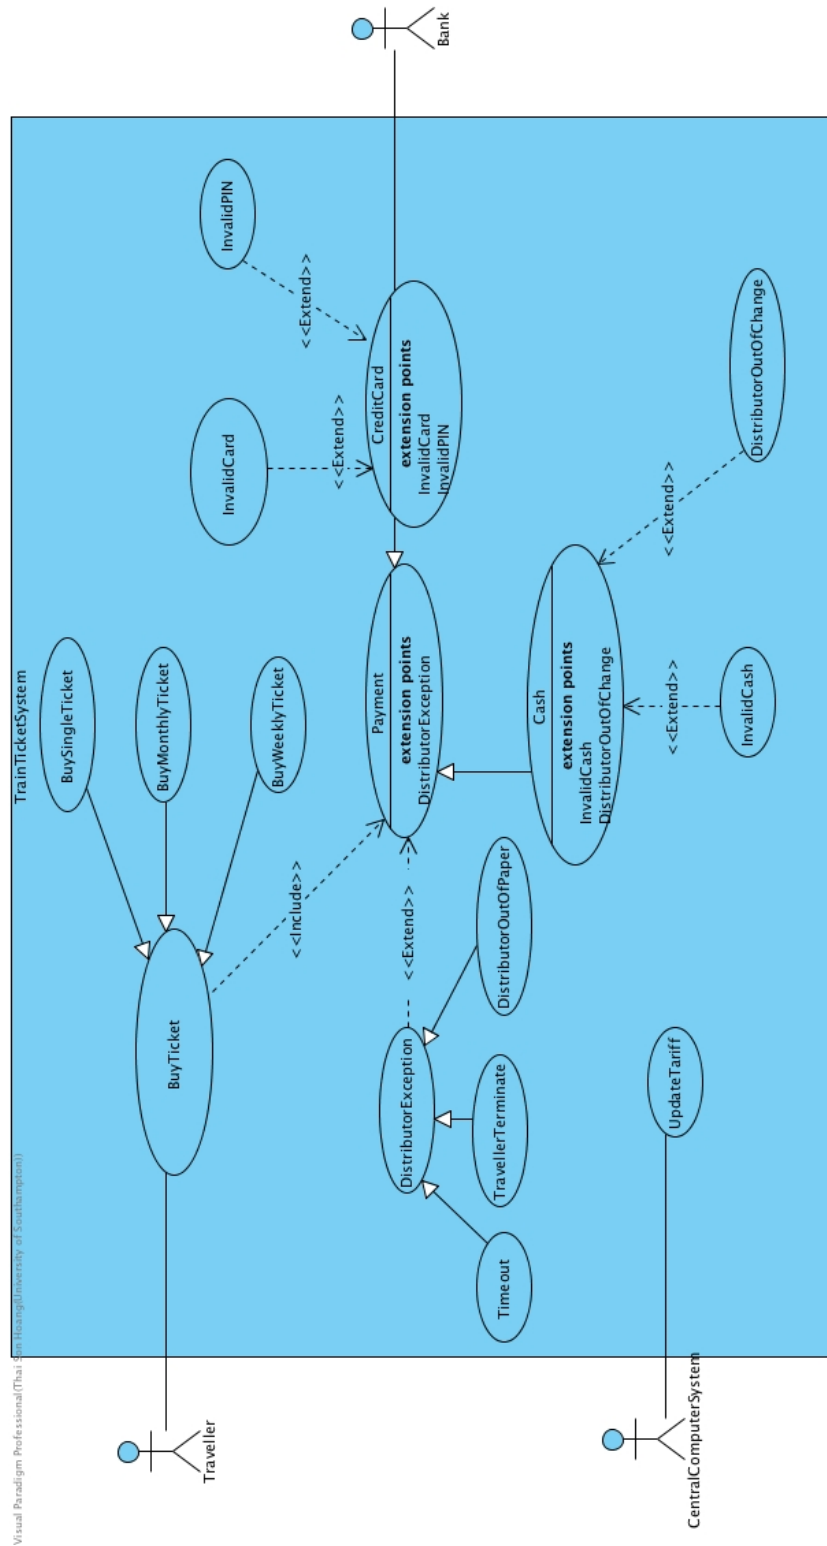 Visual Paradigm Professional(Thai Son Hoang(University of Southampton))
TrainTicketSystem
BuySingleTicket
BuyMonthlyTicket
BuyWeeklyTicket
BuyTicket
Traveller
<<Include>>
InvalidPIN
<<Extend>>
InvalidCard
<<Extend>>
Bank
CreditCard
extension points
InvalidCard
InvalidPIN
Payment
extension points
DistributorException
<<Extend>>
DistributorException
Timeout
TravellerTerminate
DistributorOutOfPaper
Cash
extension points
InvalidCash
DistributorOutOfChange
<<Extend>>
<<Extend>>
InvalidCash
DistributorOutOfChange
UpdateTariff
CentralComputerSystem